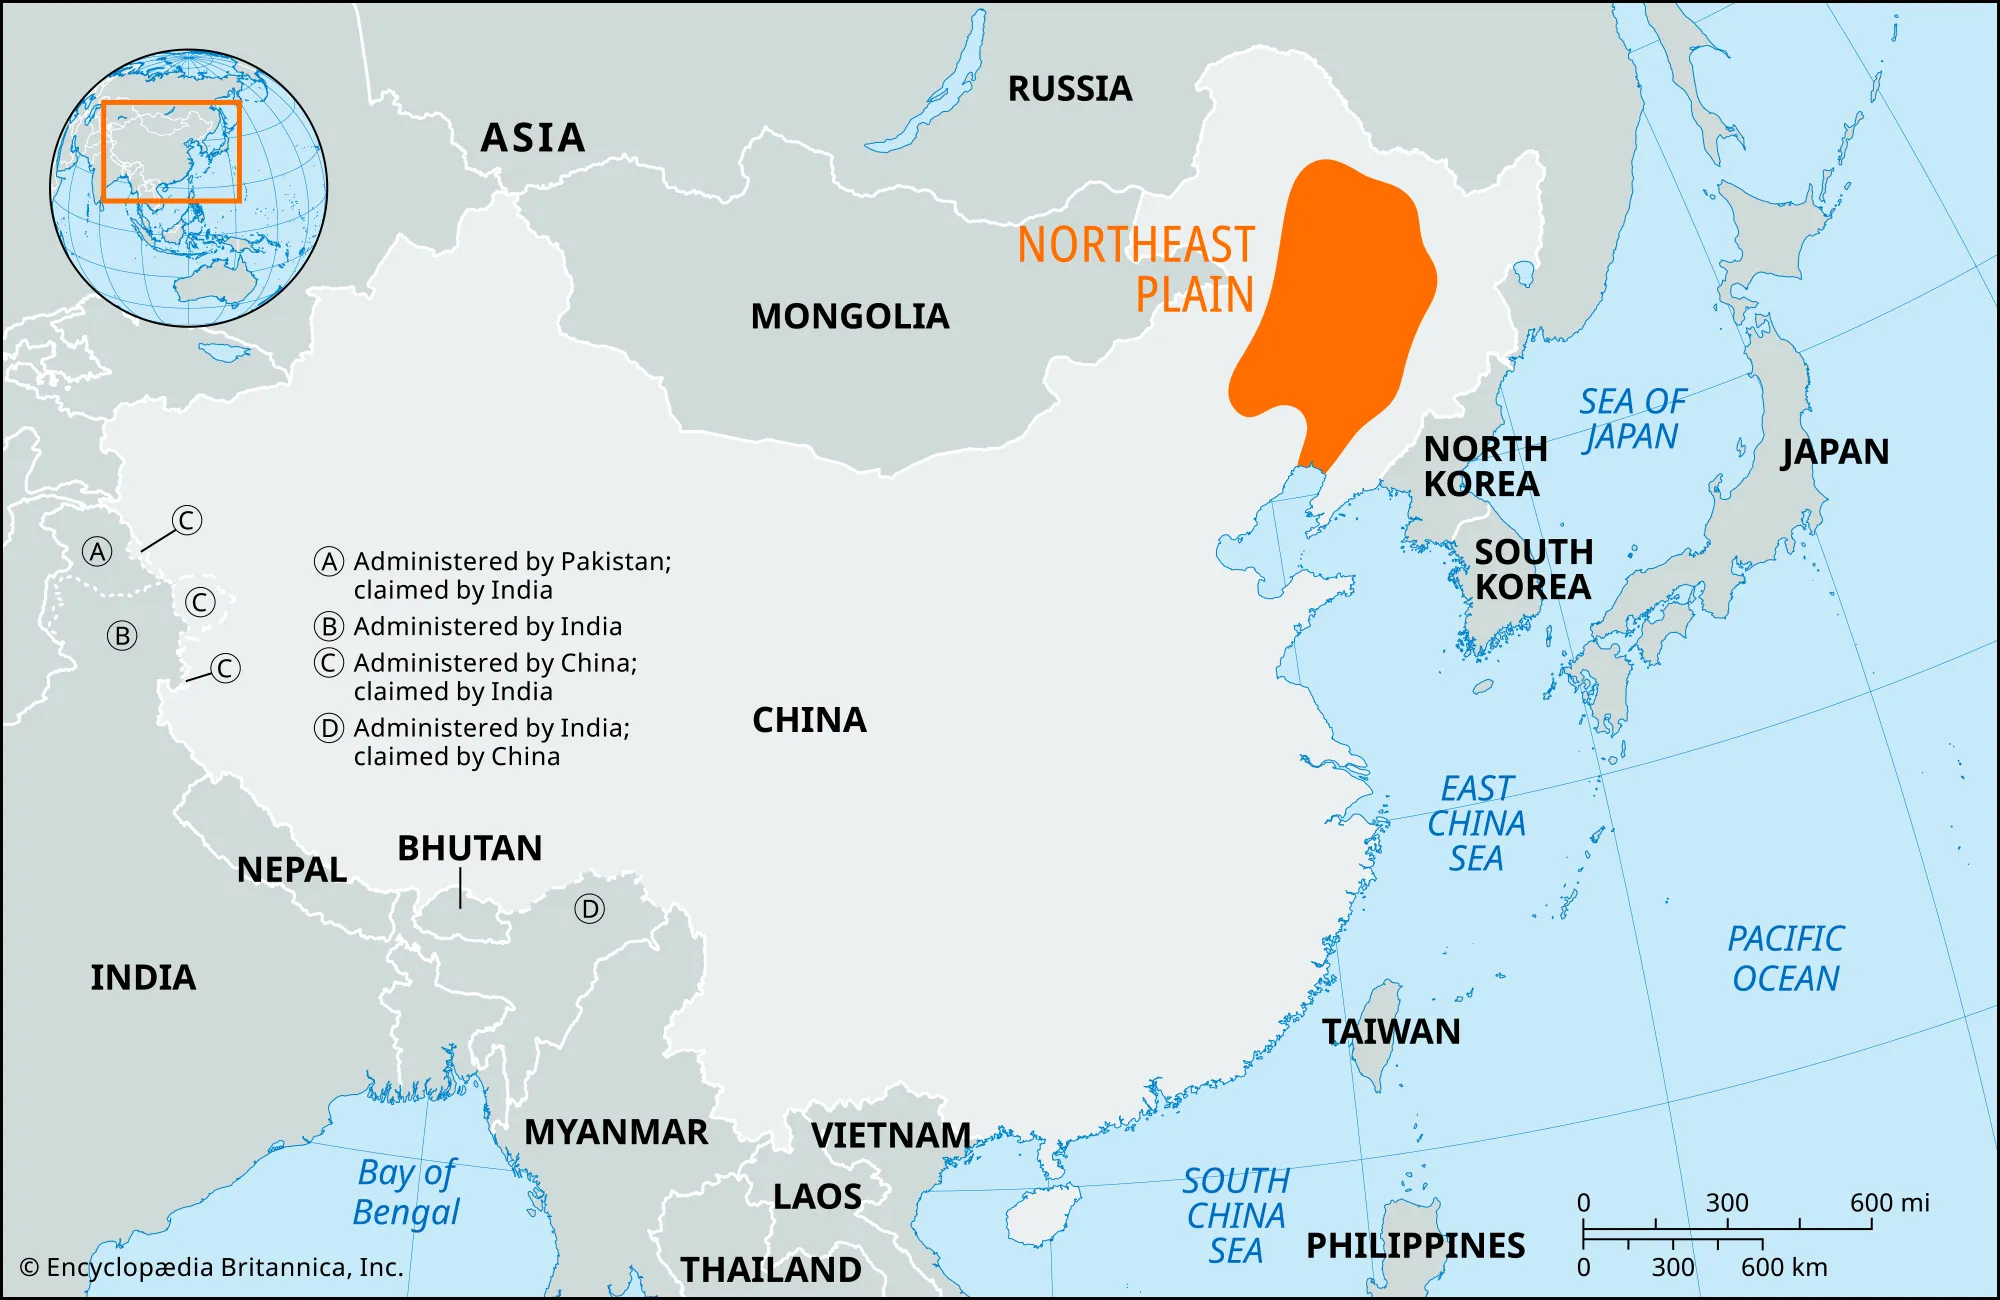 ASIA
RUSSIA
NORTHEAST
PLAIN
MONGOLIA
SEA OF
JAPAN
JAPAN
NORTH
KOREA
SOUTH
KOREA
C
A
C
B
C
A Administered by Pakistan;
claimed by India
B Administered by India
C Administered by China;
claimed by India
D Administered by India;
claimed by China
CHINA
EAST
CHINA
SEA
BHUTAN
NEPAL
D
PACIFIC
OCEAN
INDIA
TAIWAN
MYANMAR
VIETNAM
Bay of
Bengal
LAOS
SOUTH
CHINA
SEA
PHILIPPINES
THAILAND
0 300 600 mi
0 300 600 km
© Encyclopædia Britannica, Inc.